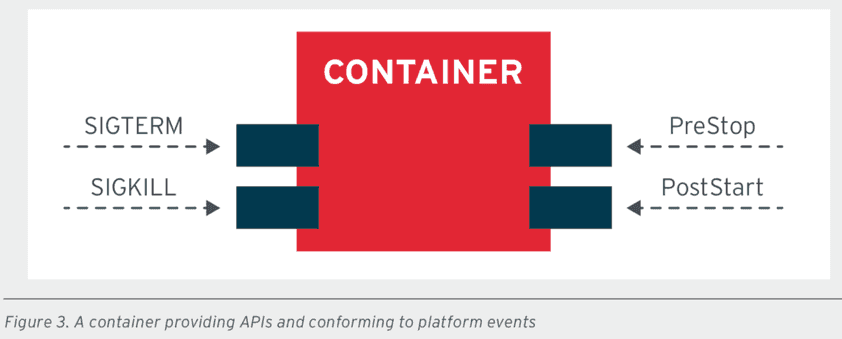 CONTAINER
SIGTERM
PreStop
SIGKILL
PostStart
Figure 3. A container providing APIs and conforming to platform events